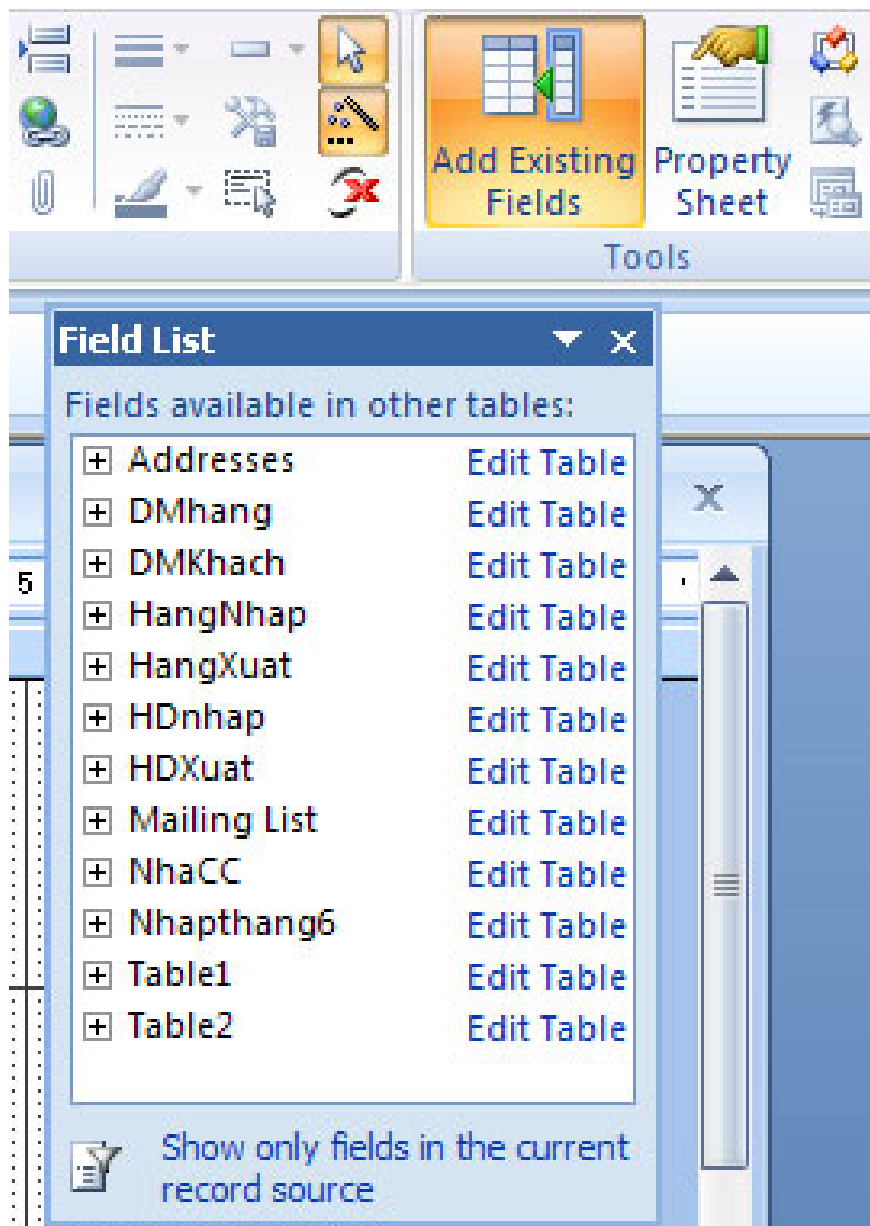 Add Existing Fields
Property Sheet
Tools
Field List
Fields available in other tables:
Addresses Edit Table
DMhang Edit Table
DMKhach Edit Table
HangNhap Edit Table
HangXuat Edit Table
HDnhap Edit Table
HDXuat Edit Table
Mailing List Edit Table
NhaCC Edit Table
Nhapthang6 Edit Table
Table1 Edit Table
Table2 Edit Table
5
Show only fields in the current
record source